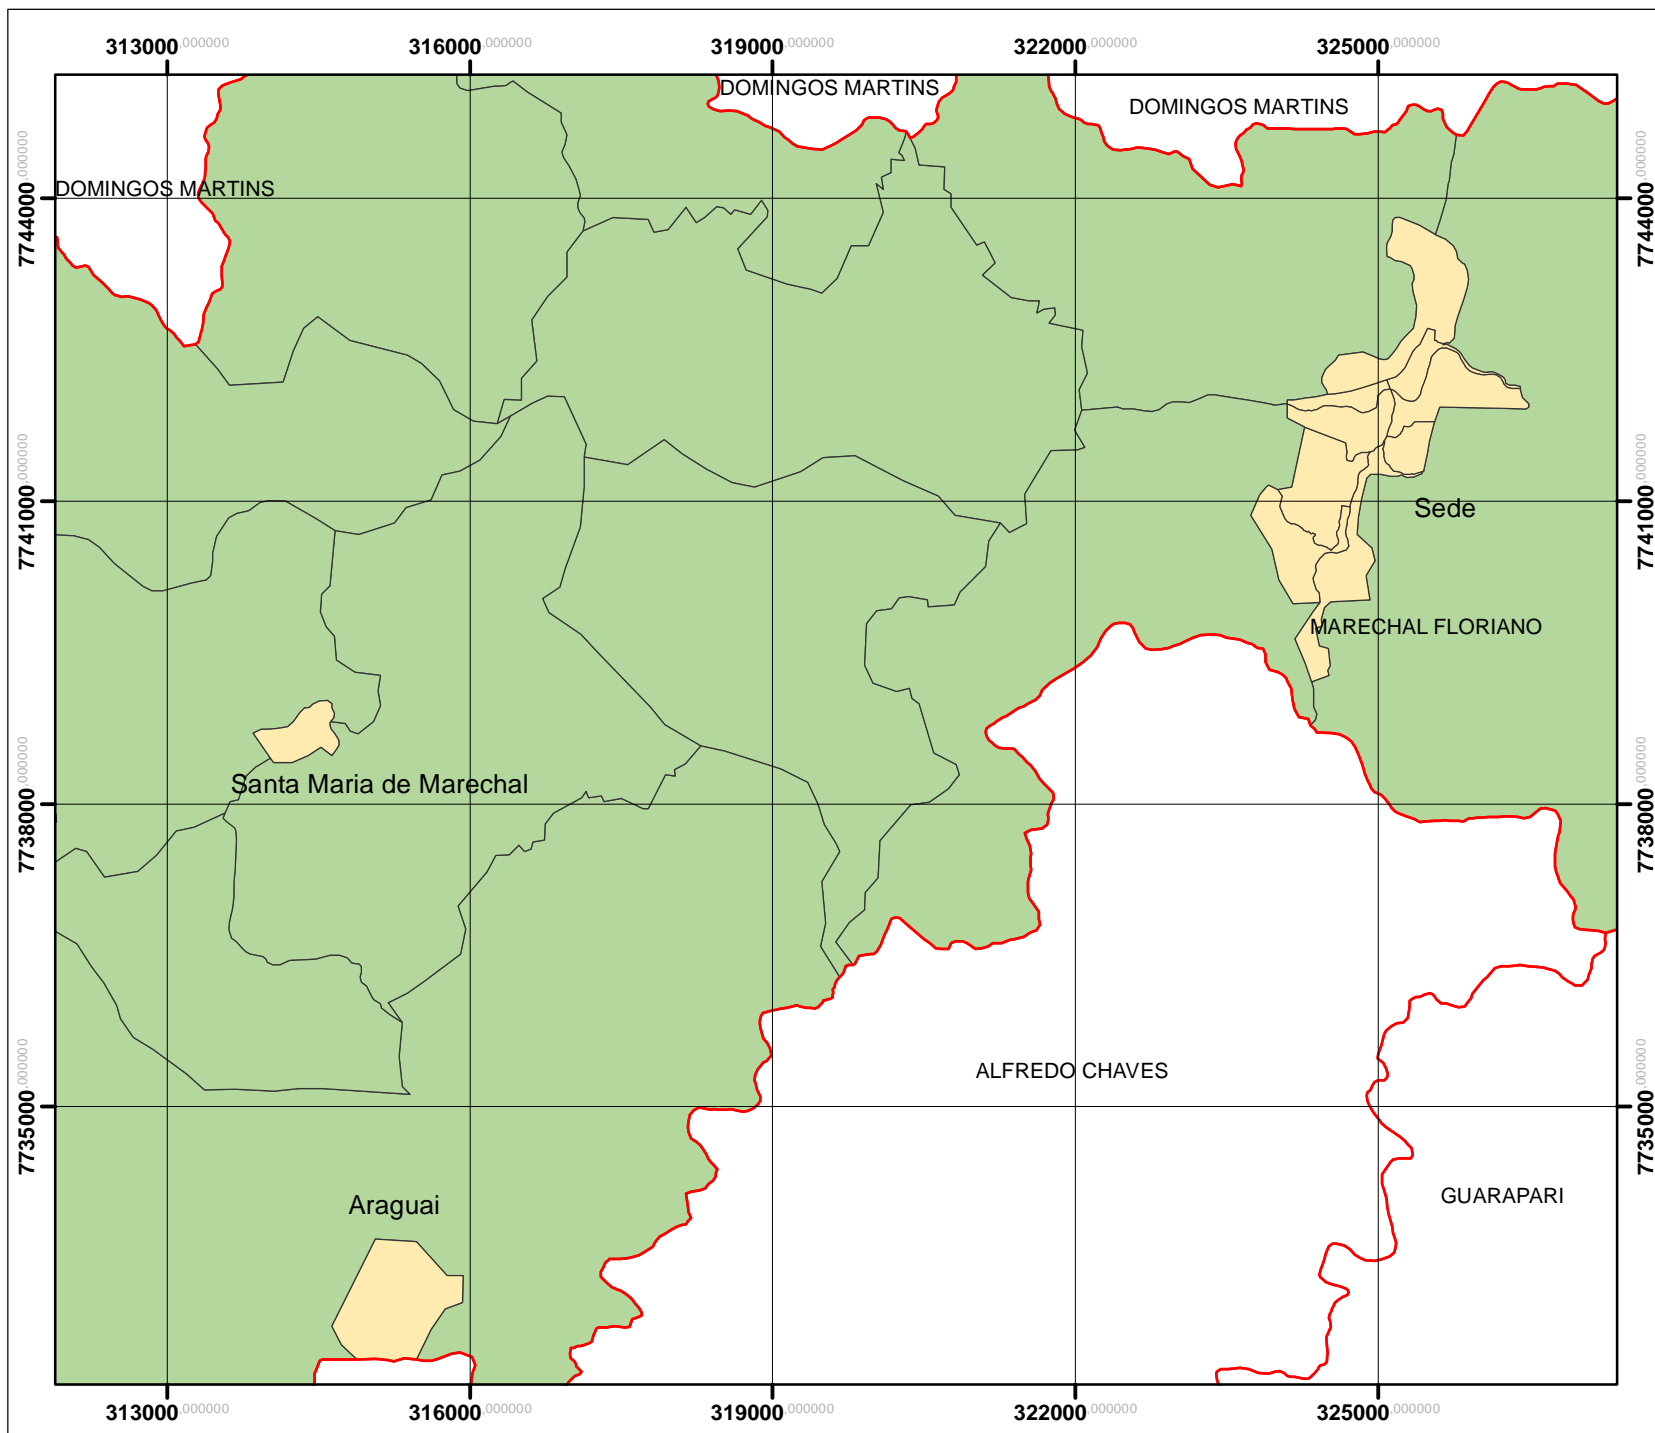 313000,000000 316000,000000 319000,000000 322000,000000 325000,000000
DOMINGOS MARTINS
DOMINGOS MARTINS
DOMINGOS MARTINS
7744000,000000
7744000,000000
7741000,000000
7741000,000000
Sede
MARECHAL FLORIANO
Santa Maria de Marechal
7738000,000000
7738000,000000
ALFREDO CHAVES
7735000,000000
7735000,000000
GUARAPARI
Araguai
313000,000000 316000,000000 319000,000000 322000,000000 325000,000000